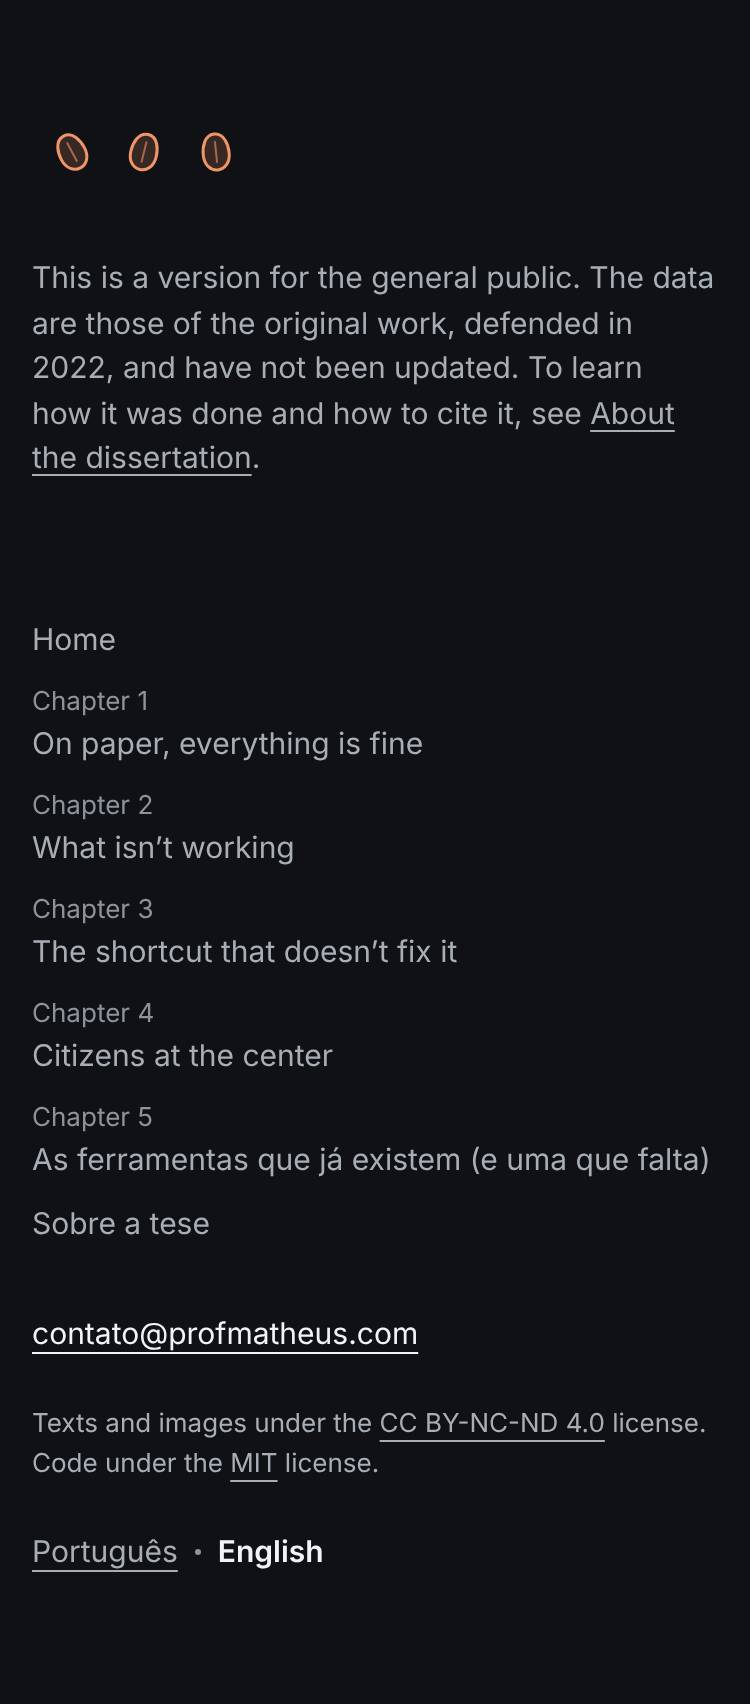 This is a version for the general public. The data
are those of the original work, defended in
2022, and have not been updated. To learn
how it was done and how to cite it, see About
the dissertation.
Home
Chapter 1
On paper, everything is fine
Chapter 2
What isn’t working
Chapter 3
The shortcut that doesn’t fix it
Chapter 4
Citizens at the center
Chapter 5
As ferramentas que já existem (e uma que falta)
Sobre a tese
contato@profmatheus.com
Texts and images under the CC BY-NC-ND 4.0 license.
Code under the MIT license.
Português • English